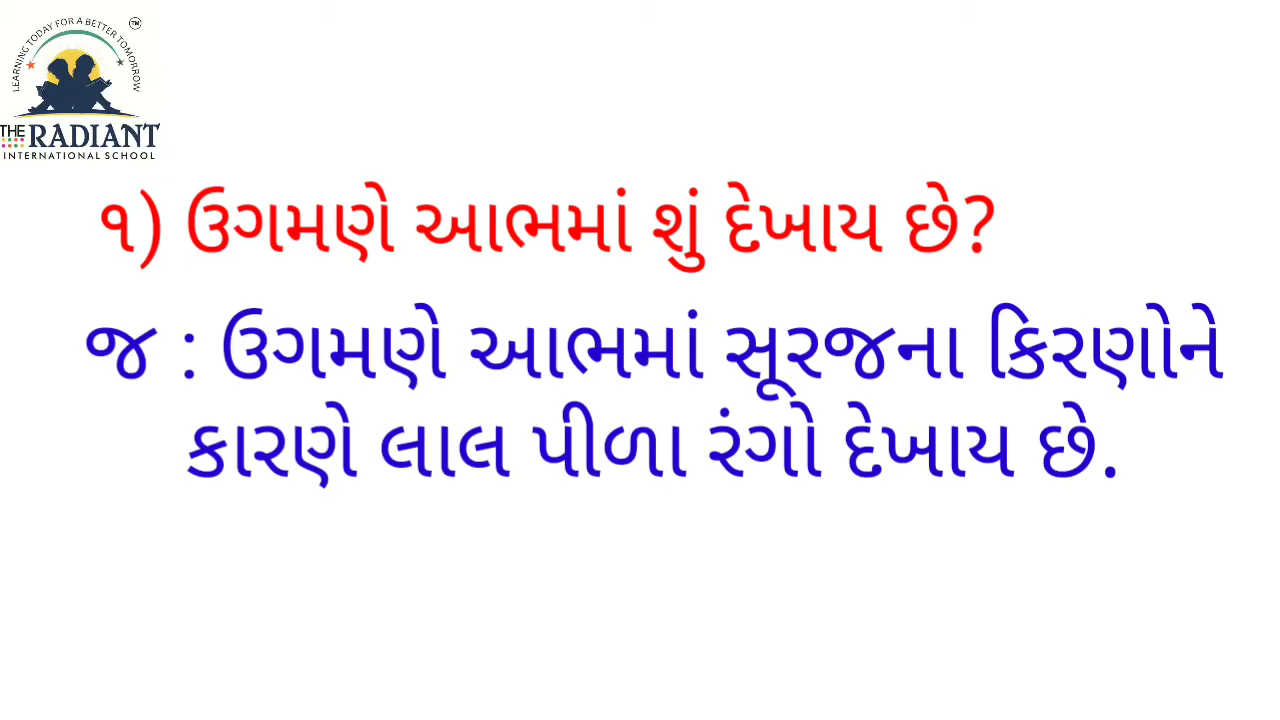 LEARNING TODAY FOR A BETTER TOMORROW
TM
THE RADIANT
INTERNATIONAL SCHOOL
૧) ઉગમણે આભમાં શું દેખાય છે?
જ : ઉગમણે આભમાં સૂરજના કિરણોને
કારણે લાલ પીળા રંગો દેખાય છે.